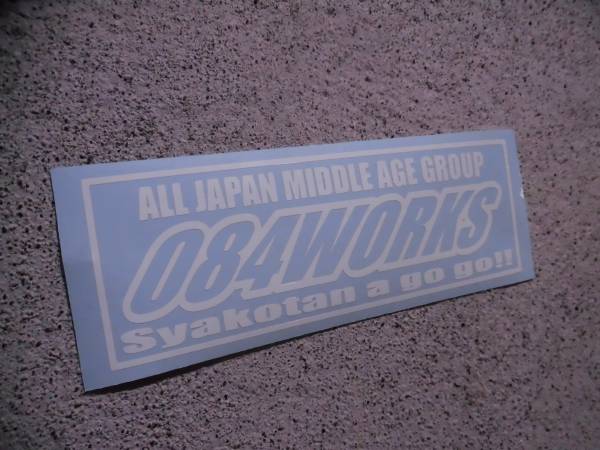 ALL JAPAN MIDDLE AGE GROUP
084WORKS
Syakotan a go go!!